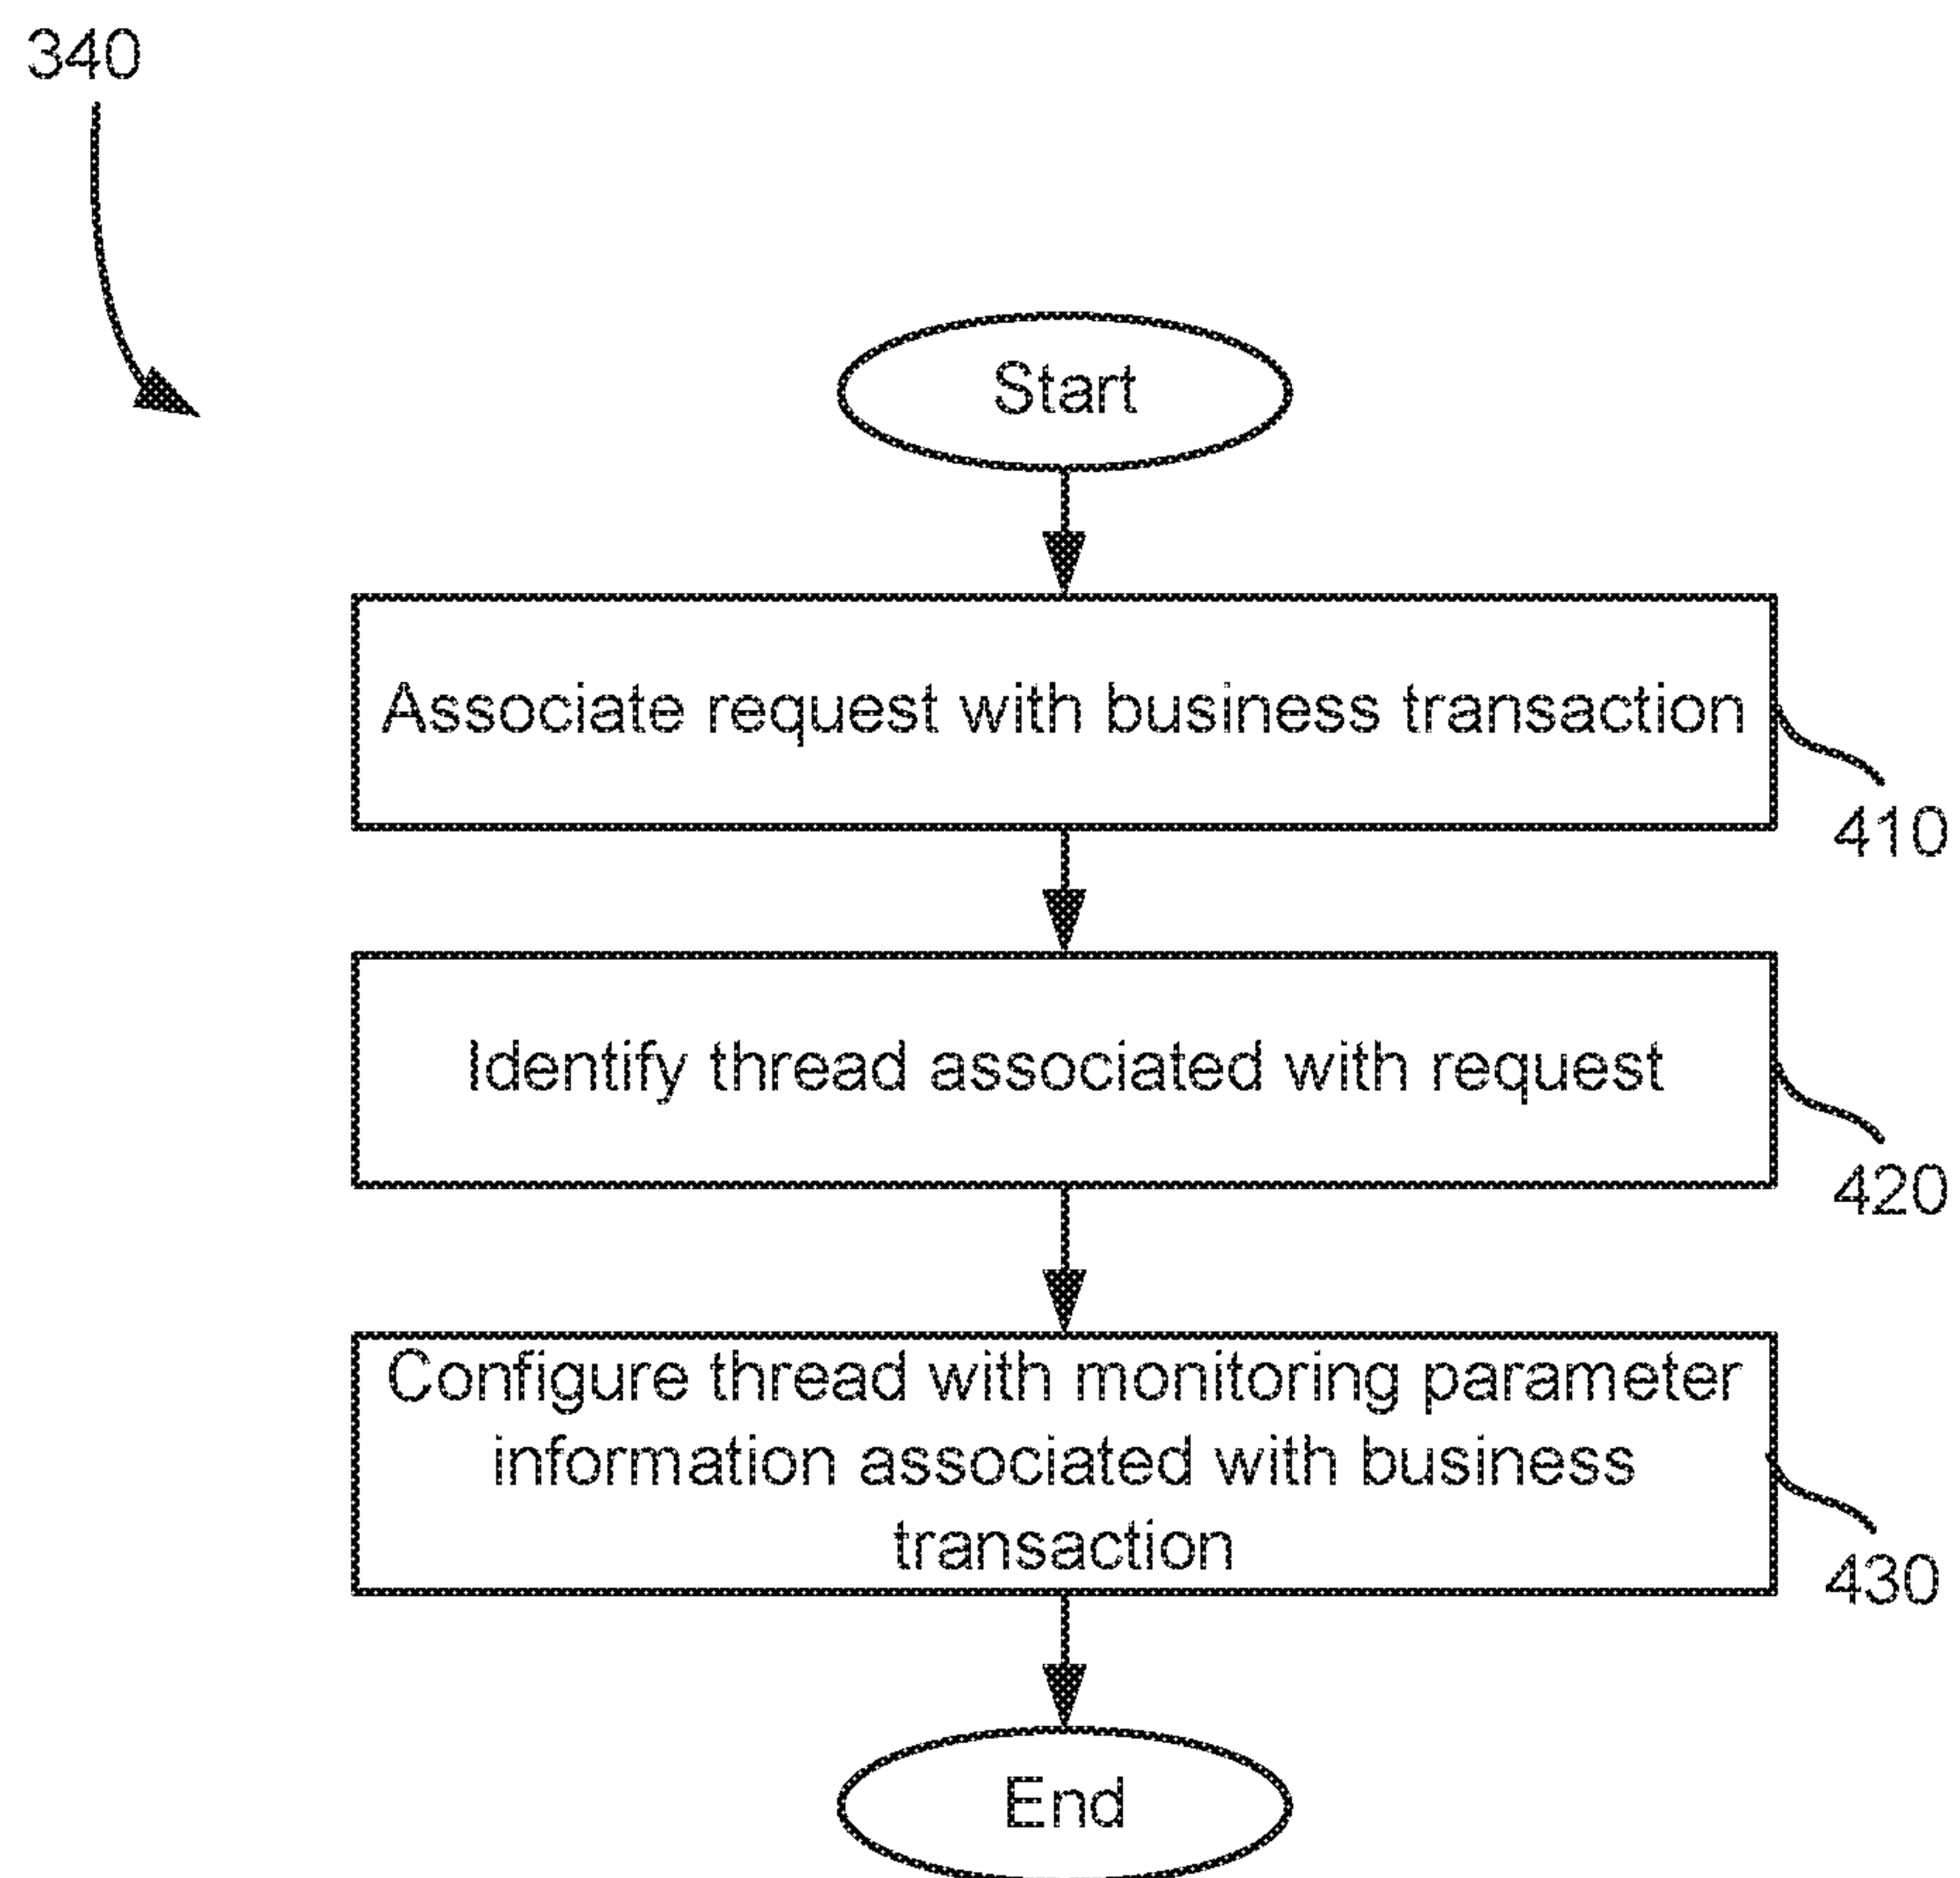 340
Start
Associate request with business transaction
410
Identify thread associated with request
420
Configure thread with monitoring parameter
information associated with business
transaction
430
End